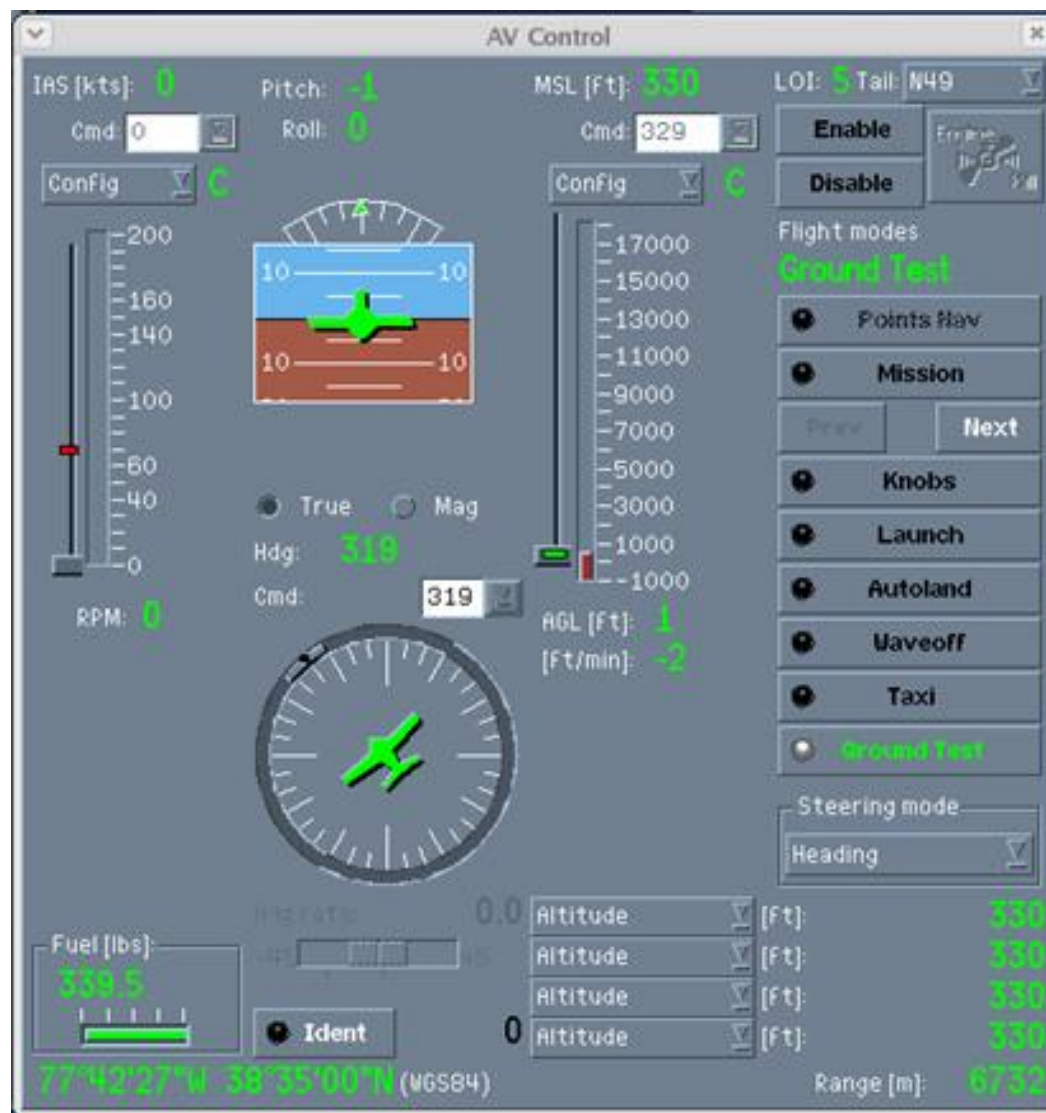 AV Control
IAS [kts]: 0
Pitch: -1
MSL [Ft]: 330
LOI: 5 Tail: N49
Cmd: 0
Roll: 0
Cmd: 329
Enable
Config C
Config C
Disable
Flight modes
Ground Test
200
160
140
100
60
40
0
10 10
10 10
17000
15000
13000
11000
9000
7000
5000
3000
1000
-1000
Points Nav
Mission
Prev Next
Knobs
Launch
Autoland
Waveoff
Taxi
Ground Test
True Mag
Hdg: 319
Cmd: 319
RPM: 0
AGL [Ft]: 1
[Ft/min]: -2
Steering mode
Heading
0.0
Altitude [Ft]: 330
Altitude [Ft]: 330
Altitude [Ft]: 330
0 Altitude [Ft]: 330
Fuel [lbs]:
339.5
Ident
77°42'27"W 38°35'00"N (WGS84)
Range [m]: 6732